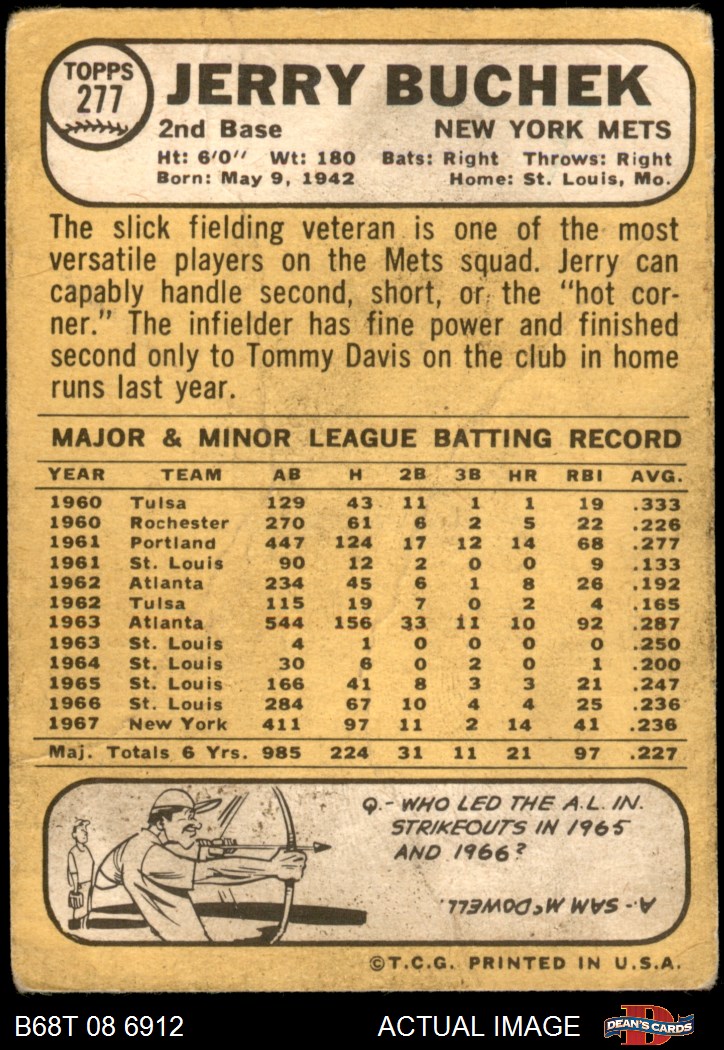 TOPPS
277
JERRY BUCHEK
2nd Base NEW YORK METS
Ht: 6'0" Wt: 180 Bats: Right Throws: Right
Born: May 9, 1942 Home: St. Louis, Mo.
The slick fielding veteran is one of the most
versatile players on the Mets squad. Jerry can
capably handle second, short, or the "hot cor-
ner." The infielder has fine power and finished
second only to Tommy Davis on the club in home
runs last year.
MAJOR & MINOR LEAGUE BATTING RECORD
YEAR TEAM AB H 2B 3B HR RBI AVG.
1960 Tulsa 129 43 11 1 1 19 .333
1960 Rochester 270 61 6 2 5 22 .226
1961 Portland 447 124 17 12 14 68 .277
1961 St. Louis 90 12 2 0 0 9 .133
1962 Atlanta 234 45 6 1 8 26 .192
1962 Tulsa 115 19 7 0 2 4 .165
1963 Atlanta 544 156 33 11 10 92 .287
1963 St. Louis 4 1 0 0 0 0 .250
1964 St. Louis 30 6 0 2 0 1 .200
1965 St. Louis 166 41 8 3 3 21 .247
1966 St. Louis 284 67 10 4 4 25 .236
1967 New York 411 97 11 2 14 41 .236
Maj. Totals 6 Yrs. 985 224 31 11 21 97 .227
Q.- WHO LED THE A.L. IN.
STRIKEOUTS IN 1965
AND 1966?
A- SAM McDOWELL.
©T.C.G. PRINTED IN U.S.A.
B68T 08 6912 ACTUAL IMAGE D DEAN'S CARDS